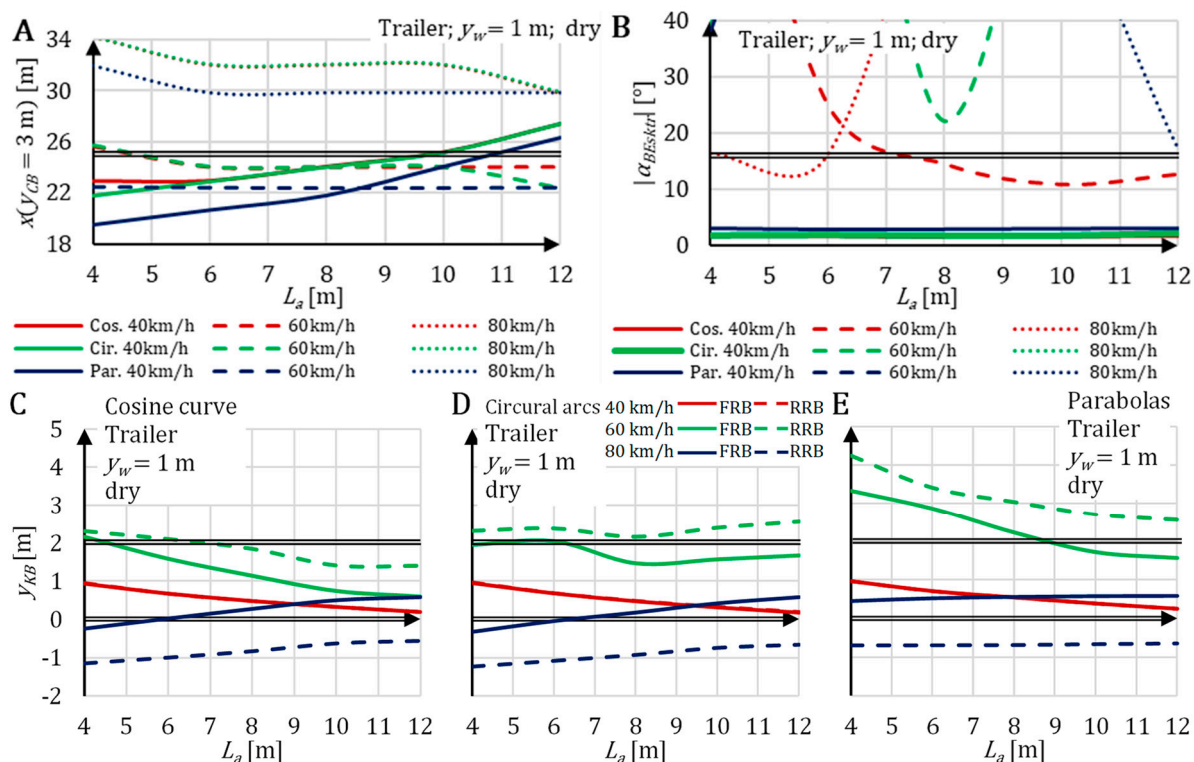 A
Trailer; y_w = 1 m; dry
x(y_CB = 3 m) [m]
34
30
26
22
18
4 5 6 7 8 9 10 11 12
L_a [m]
Cos. 40km/h 60km/h 80km/h
Cir. 40km/h 60km/h 80km/h
Par. 40km/h 60km/h 80km/h
B
Trailer; y_w = 1 m; dry
|α_BEsktr| [°]
40
30
20
10
0
4 5 6 7 8 9 10 11 12
L_a [m]
Cos. 40km/h 60km/h 80km/h
Cir. 40km/h 60km/h 80km/h
Par. 40km/h 60km/h 80km/h
C
Cosine curve
Trailer
y_w = 1 m
dry
y_KB [m]
5
4
3
2
1
0
-1
-2
4 5 6 7 8 9 10 11 12
L_a [m]
D
Circural arcs 40 km/h FRB RRB
Trailer 60 km/h FRB RRB
y_w = 1 m 80 km/h FRB RRB
dry
4 5 6 7 8 9 10 11 12
L_a [m]
E
Parabolas
Trailer
y_w = 1 m
dry
4 5 6 7 8 9 10 11 12
L_a [m]